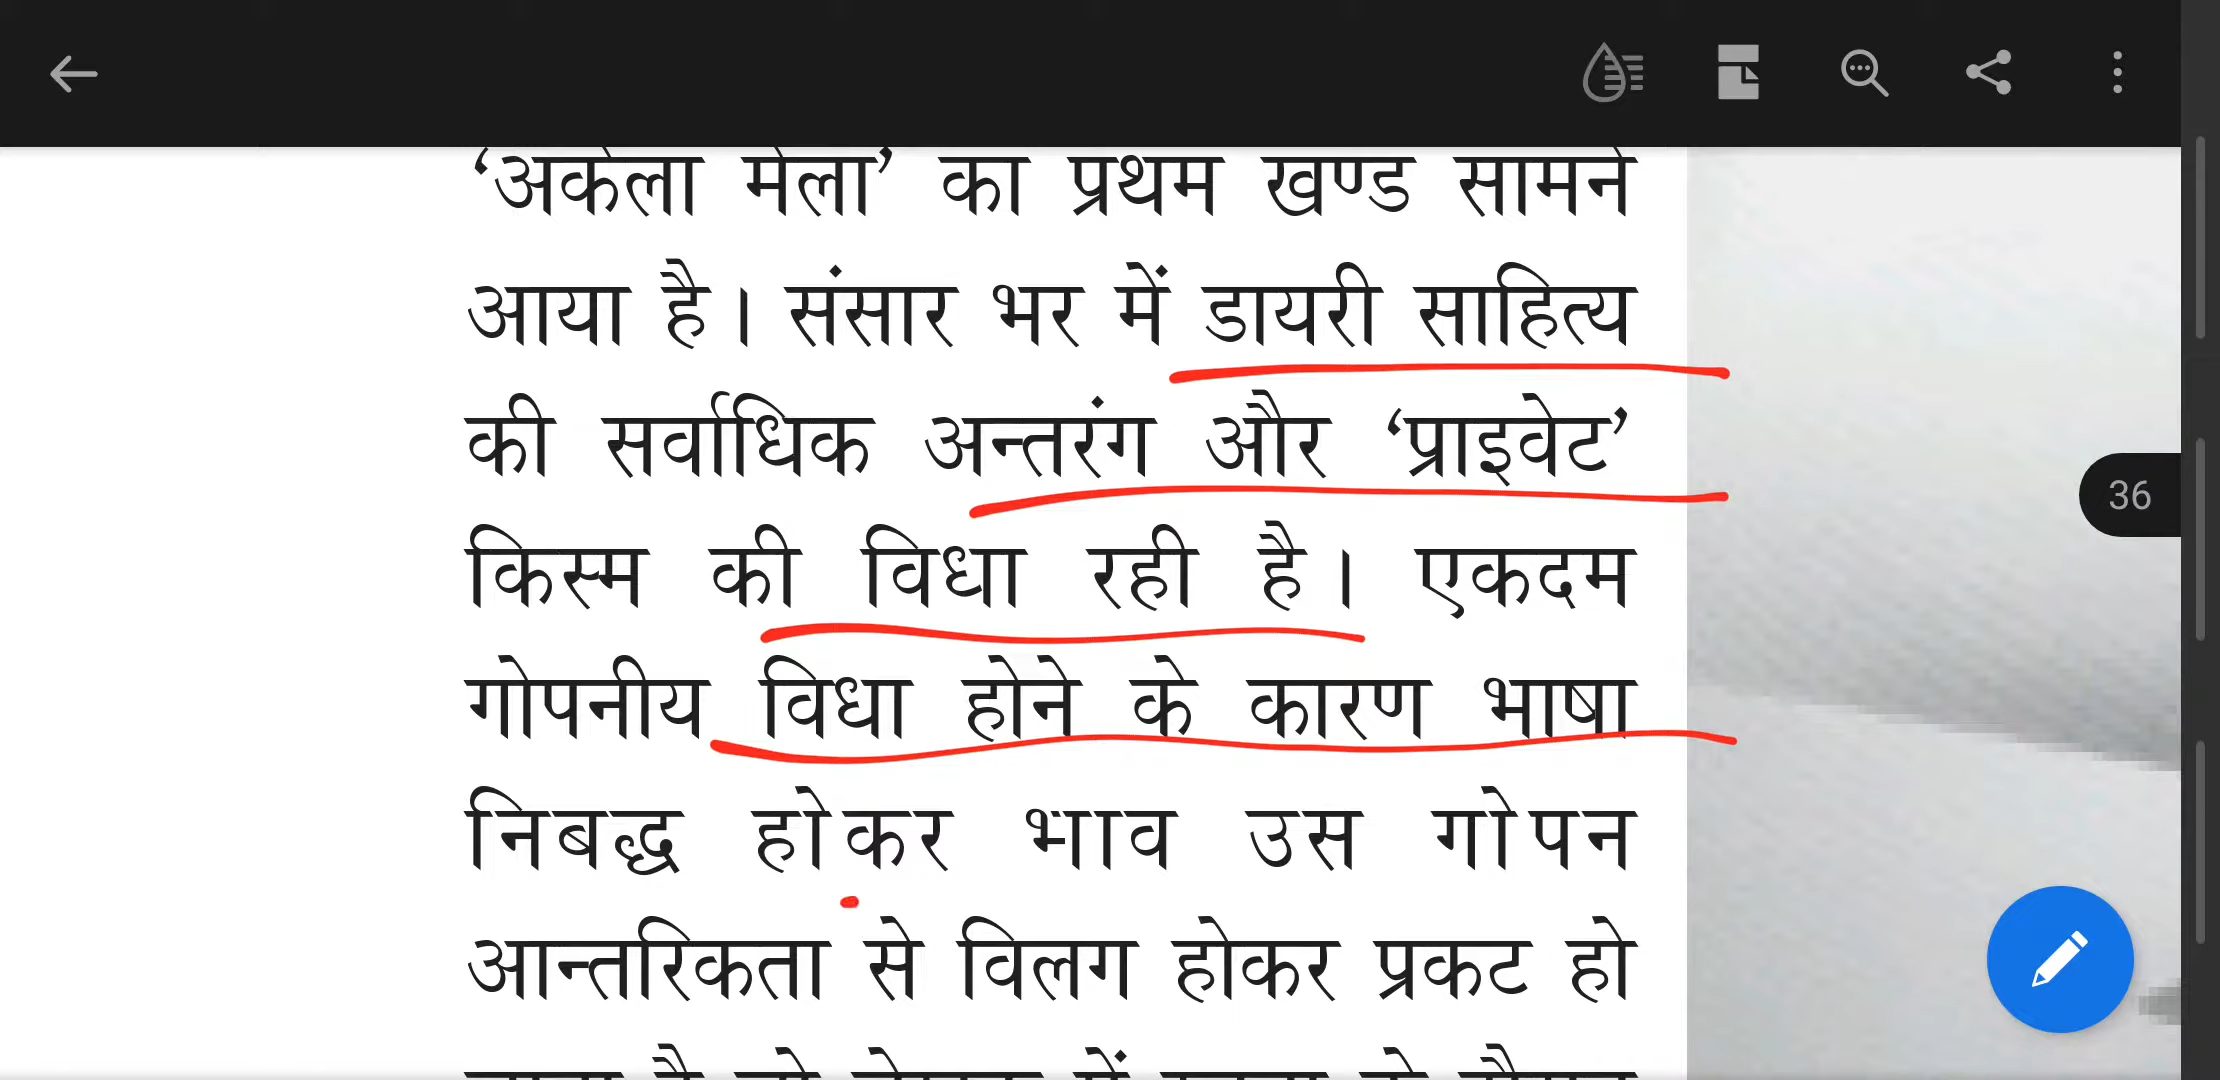 ‘अकेला मेला’ का प्रथम खण्ड सामने
आया है। संसार भर में डायरी साहित्य
की सर्वाधिक अन्तरंग और ‘प्राइवेट’
किस्म की विधा रही है। एकदम
गोपनीय विधा होने के कारण भाषा
निबद्ध होकर भाव उस गोपन
आन्तरिकता से विलग होकर प्रकट हो
36